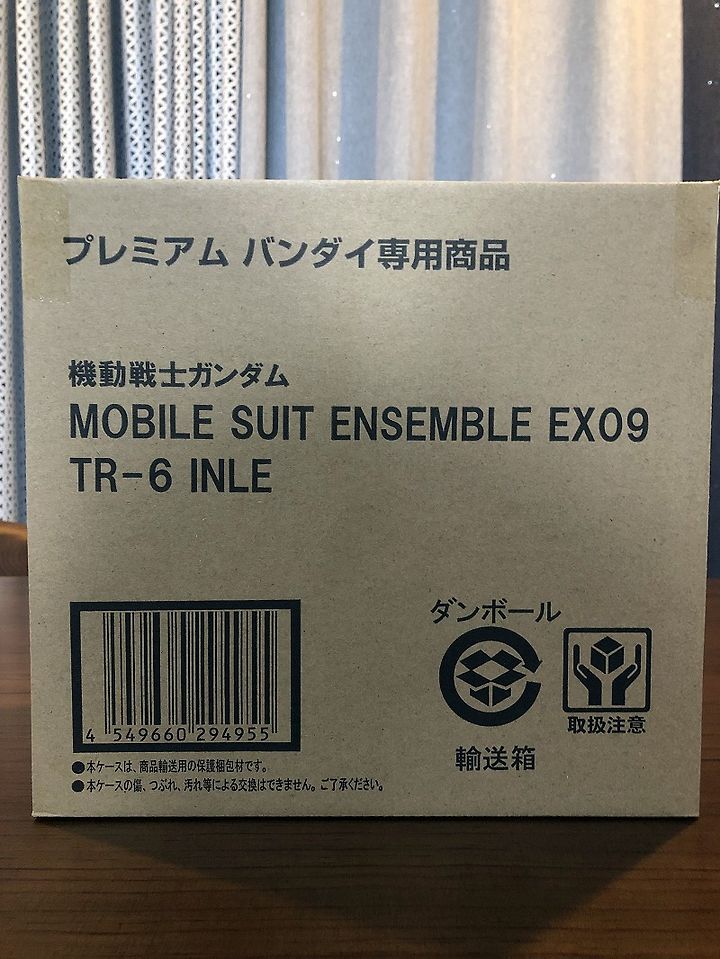 プレミアム バンダイ専用商品
機動戦士ガンダム
MOBILE SUIT ENSEMBLE EX09
TR-6 INLE
4 549660 294955
ダンボール
輸送箱
取扱注意
●本ケースは、商品輸送用の保護梱包材です。
●本ケースの傷、つぶれ、汚れ等による交換はできません。ご了承ください。